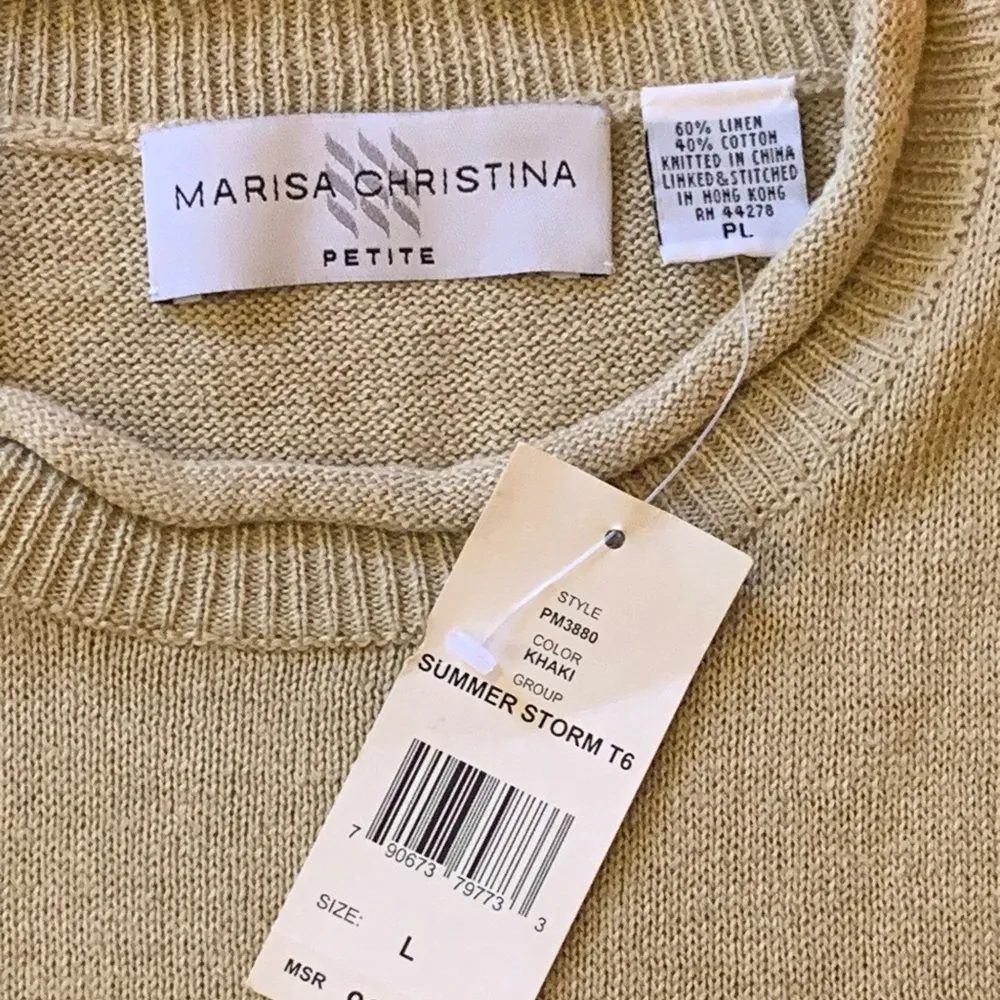 MARISA CHRISTINA
PETITE
60% LINEN
40% COTTON
KNITTED IN CHINA
LINKED & STITCHED
IN HONG KONG
RN 44278
PL
STYLE
PM3880
COLOR
KHAKI
GROUP
SUMMER STORM T6
7 90673 79773 3
SIZE:
L
MSR